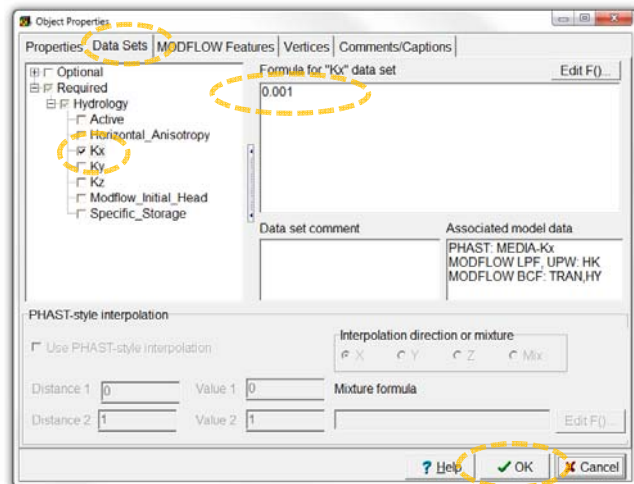 Object Properties
Properties Data Sets MODFLOW Features Vertices Comments/Captions
Optional
Required
Hydrology
Active
Horizontal_Anisotropy
Kx
Ky
Kz
Modflow_Initial_Head
Specific_Storage
Formula for "Kx" data set
Edit F()...
0.001
Data set comment
Associated model data
PHAST: MEDIA-Kx
MODFLOW LPF, UPW: HK
MODFLOW BCF: TRAN,HY
PHAST-style interpolation
Use PHAST-style interpolation
Interpolation direction or mixture
X Y Z Mix
Distance 1 0 Value 1 0 Mixture formula
Distance 2 1 Value 2 1 Edit F()...
? Help OK Cancel